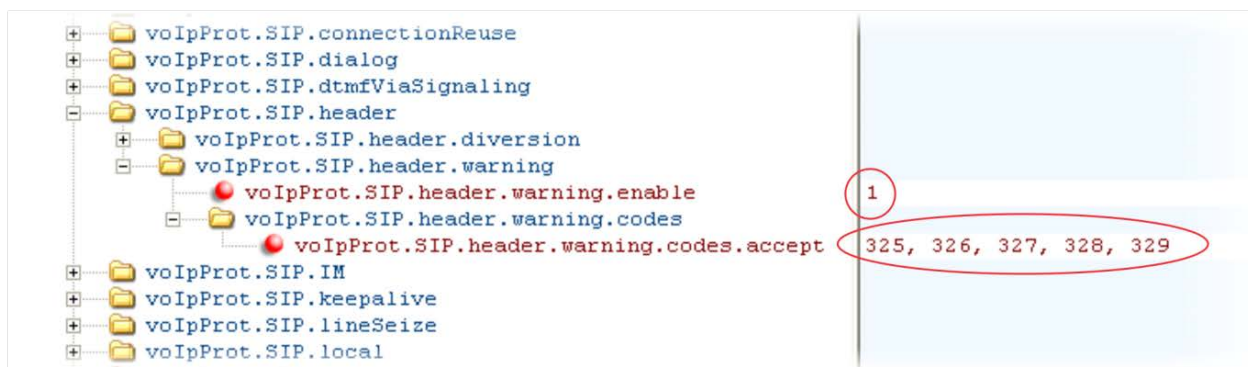 voIpProt.SIP.connectionReuse
voIpProt.SIP.dialog
voIpProt.SIP.dtmfViaSignaling
voIpProt.SIP.header
voIpProt.SIP.header.diversion
voIpProt.SIP.header.warning
voIpProt.SIP.header.warning.enable 1
voIpProt.SIP.header.warning.codes
voIpProt.SIP.header.warning.codes.accept 325, 326, 327, 328, 329
voIpProt.SIP.IM
voIpProt.SIP.keepalive
voIpProt.SIP.lineSeize
voIpProt.SIP.local